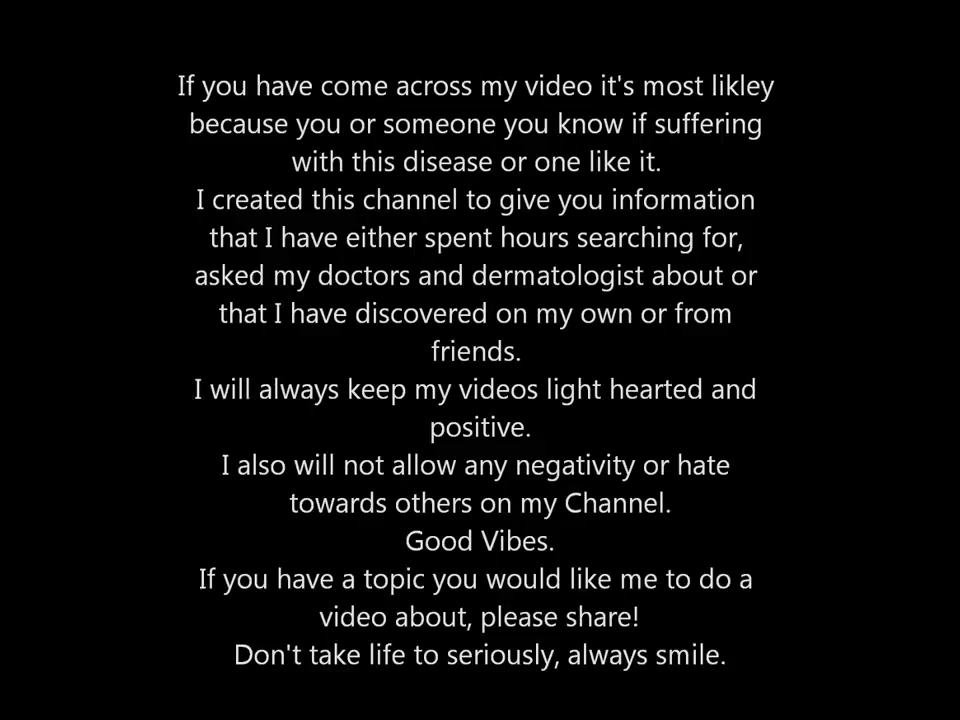 If you have come across my video it's most likley
because you or someone you know if suffering
with this disease or one like it.
I created this channel to give you information
that I have either spent hours searching for,
asked my doctors and dermatologist about or
that I have discovered on my own or from
friends.
I will always keep my videos light hearted and
positive.
I also will not allow any negativity or hate
towards others on my Channel.
Good Vibes.
If you have a topic you would like me to do a
video about, please share!
Don't take life to seriously, always smile.